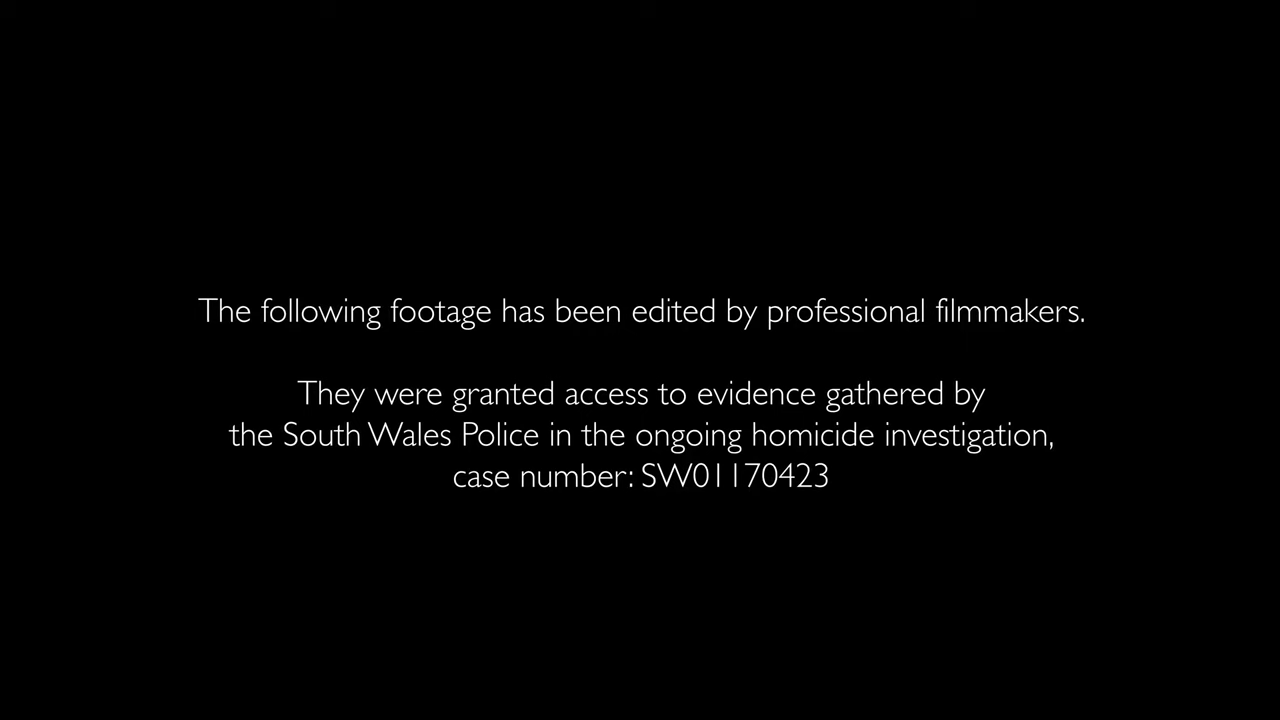 The following footage has been edited by professional filmmakers.
They were granted access to evidence gathered by
the South Wales Police in the ongoing homicide investigation,
case number: SW01170423